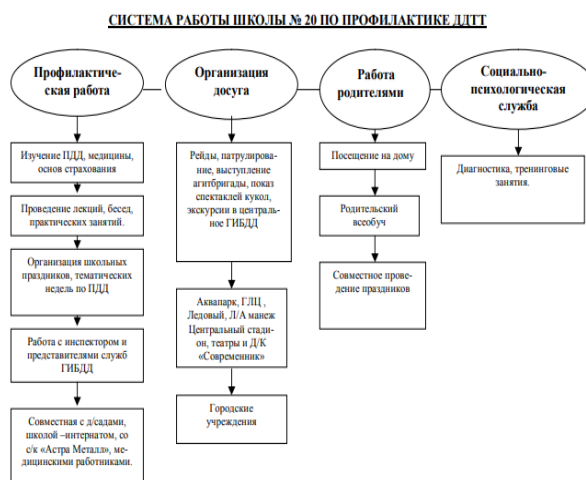 СИСТЕМА РАБОТЫ ШКОЛЫ № 20 ПО ПРОФИЛАКТИКЕ ДДТТ
Профилактиче-
ская работа
Изучение ПДД, медицины,
основ страхования
Проведение лекций, бесед,
практических занятий.
Организация школьных
праздников, тематических
недель по ПДД
Работа с инспектором и
представителями служб
ГИБДД
Совместная с д/садами,
школой –интернатом, со
с/к «Астра Металл», ме-
дицинскими работниками.
Организация
досуга
Рейды, патрулирова-
ние, выступление
агитбригады, показ
спектаклей кукол,
экскурсии в централь-
ное ГИБДД
Аквапарк, ГЛЦ ,
Ледовый, Л/А манеж
Центральный стади-
он, театры и Д/К
«Современник»
Городские
учреждения
Работа
родителями
Посещение на дому
Родительский
всеобуч
Совместное прове-
дение праздников
Социально-
психологическая
служба
Диагностика, тренинговые
занятия.